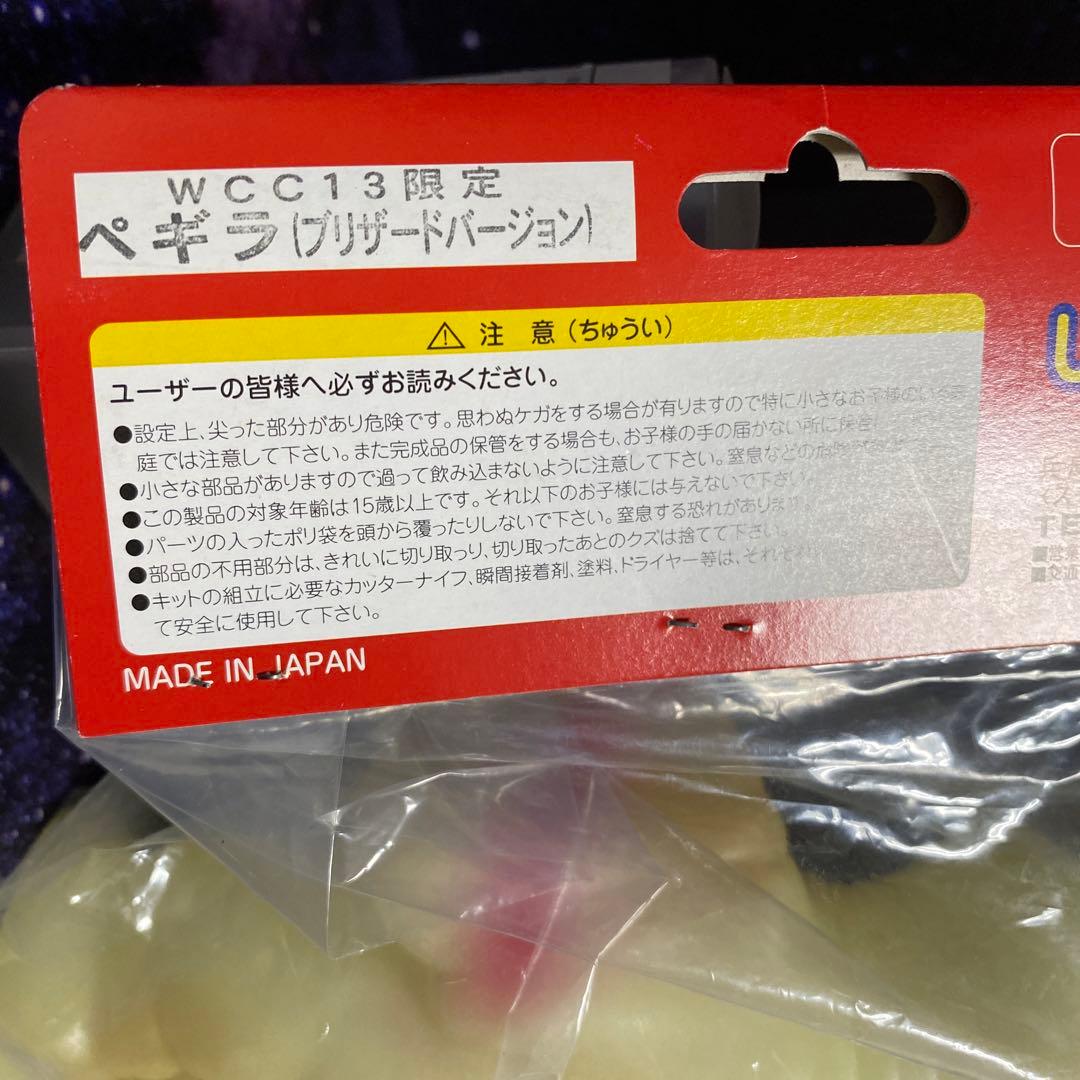 WCC13限定
ペギラ(ブリザードバージョン)
⚠ 注 意(ちゅうい)
ユーザーの皆様へ必ずお読みください。
●設定上、尖った部分があり危険です。思わぬケガをする場合が有りますので特に小さなお子様のいるご
庭では注意して下さい。また完成品の保管をする場合も、お子様の手の届かない所に保管
●小さな部品がありますので過って飲み込まないように注意して下さい。窒息などの危険
●この製品の対象年齢は15歳以上です。それ以下のお子様には与えないで下さい。
●パーツの入ったポリ袋を頭から覆ったりしないで下さい。窒息する恐れがありま
●部品の不用部分は、きれいに切り取っり、切り取ったあとのクズは捨てて下さい。
●キットの組立に必要なカッターナイフ、瞬間接着剤、塗料、ドライヤー等は、それぞれ
て安全に使用して下さい。
MADE IN JAPAN